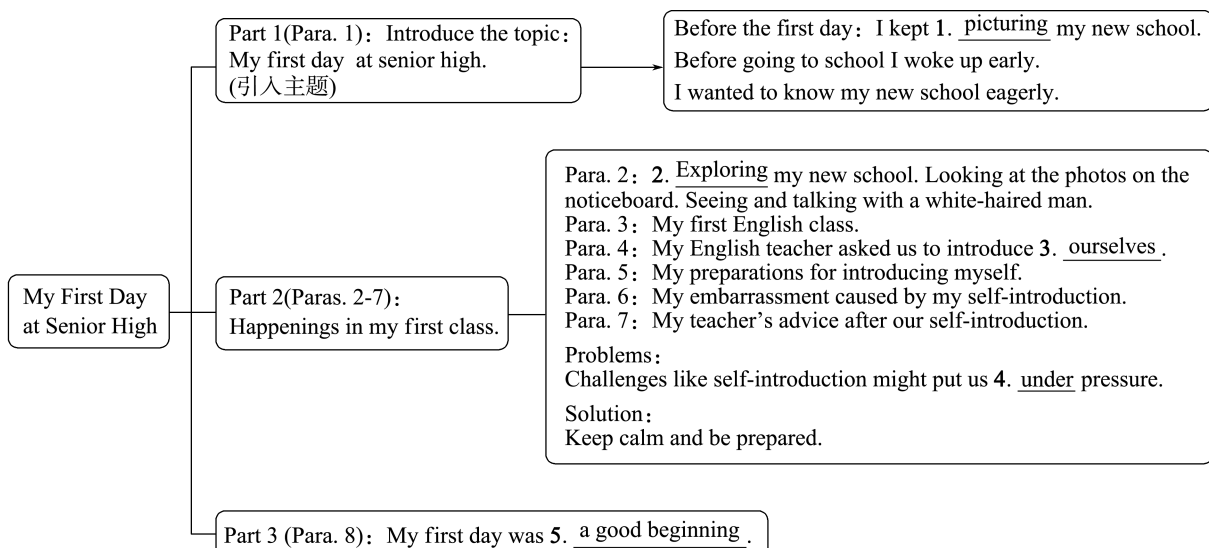 Part 1(Para. 1)：Introduce the topic：
My first day at senior high.
(引入主题)
Before the first day：I kept 1. picturing my new school.
Before going to school I woke up early.
I wanted to know my new school eagerly.
My First Day
at Senior High
Part 2(Paras. 2-7)：
Happenings in my first class.
Para. 2：2. Exploring my new school. Looking at the photos on the
noticeboard. Seeing and talking with a white-haired man.
Para. 3：My first English class.
Para. 4：My English teacher asked us to introduce 3. ourselves.
Para. 5：My preparations for introducing myself.
Para. 6：My embarrassment caused by my self-introduction.
Para. 7：My teacher’s advice after our self-introduction.
Problems：
Challenges like self-introduction might put us 4. under pressure.
Solution：
Keep calm and be prepared.
Part 3 (Para. 8)：My first day was 5. a good beginning.